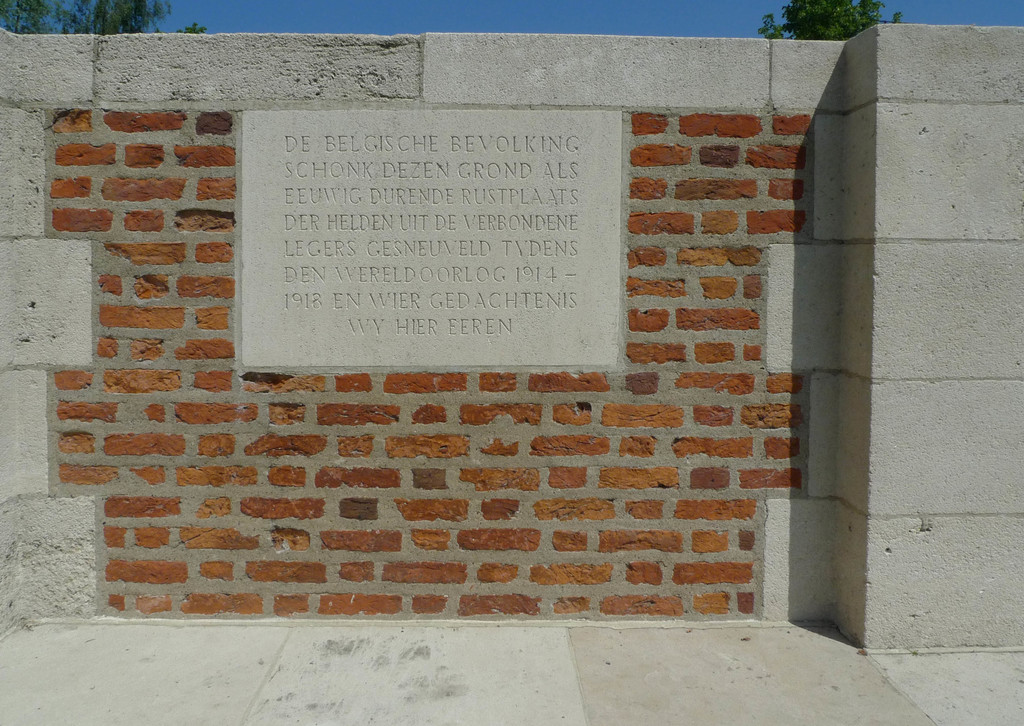 DE BELGISCHE BEVOLKING
SCHONK DEZEN GROND ALS
EEUWIG DURENDE RUSTPLAATS
DER HELDEN UIT DE VERBONDENE
LEGERS GESNEUVELD TYDENS
DEN WERELDOORLOG 1914 –
1918 EN WIER GEDACHTENIS
WY HIER EEREN